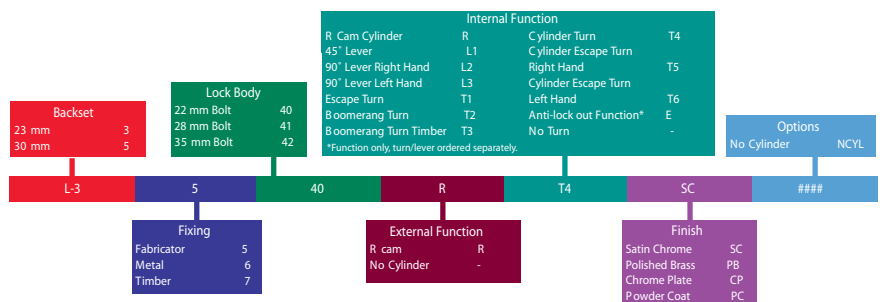 Internal Function
R Cam Cylinder R Cylinder Turn T4
45˚ Lever L1 Cylinder Escape Turn
90˚ Lever Right Hand L2 Right Hand T5
90˚ Lever Left Hand L3 Cylinder Escape Turn
Escape Turn T1 Left Hand T6
Boomerang Turn T2 Anti-lock out Function* E
Boomerang Turn Timber T3 No Turn -
*Function only, turn/lever ordered separately.
Lock Body
22 mm Bolt 40
28 mm Bolt 41
35 mm Bolt 42
Backset
23 mm 3
30 mm 5
Options
No Cylinder NCYL
L-3 5 40 R T4 SC ####
Fixing
Fabricator 5
Metal 6
Timber 7
External Function
R cam R
No Cylinder -
Finish
Satin Chrome SC
Polished Brass PB
Chrome Plate CP
Powder Coat PC